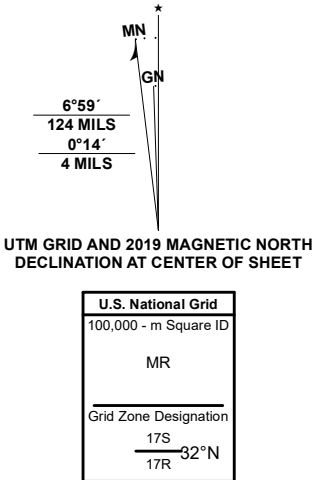 ★
MN
GN
6°59´
124 MILS
0°14´
4 MILS
UTM GRID AND 2019 MAGNETIC NORTH
DECLINATION AT CENTER OF SHEET
U.S. National Grid
100,000 - m Square ID
MR
Grid Zone Designation
17S
17R
32°N